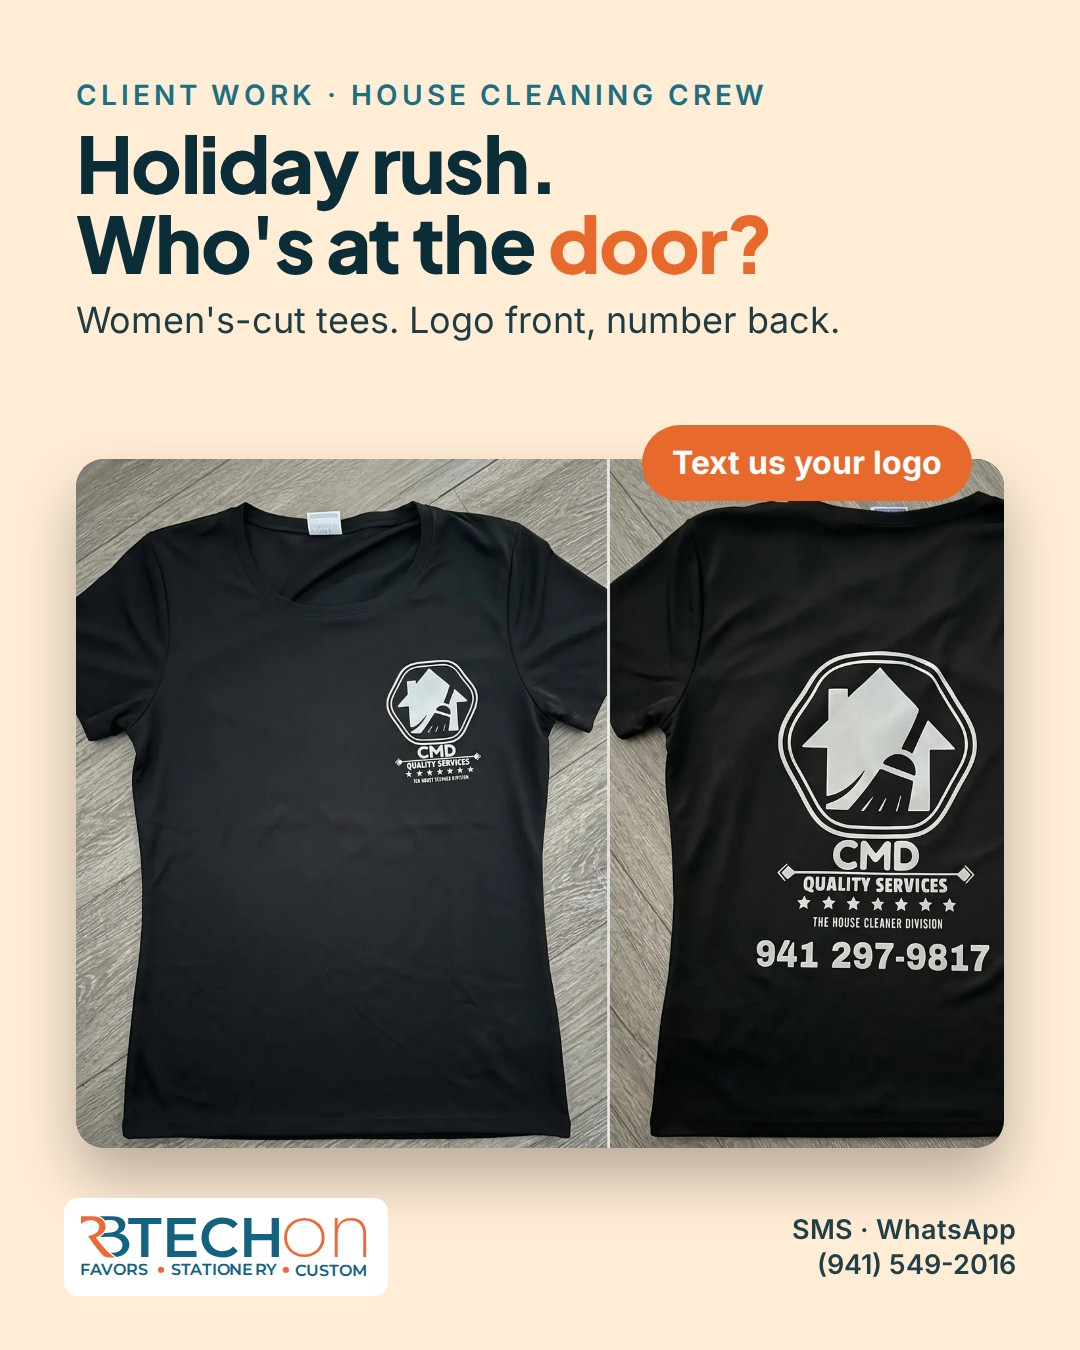 CLIENT WORK · HOUSE CLEANING CREW
Holiday rush.
Who's at the door?
Women's-cut tees. Logo front, number back.
Text us your logo
CMD
QUALITY SERVICES
CMD
QUALITY SERVICES
THE HOUSE CLEANER DIVISION
941 297-9817
RBTECHon
FAVORS • STATIONERY • CUSTOM
SMS · WhatsApp
(941) 549-2016